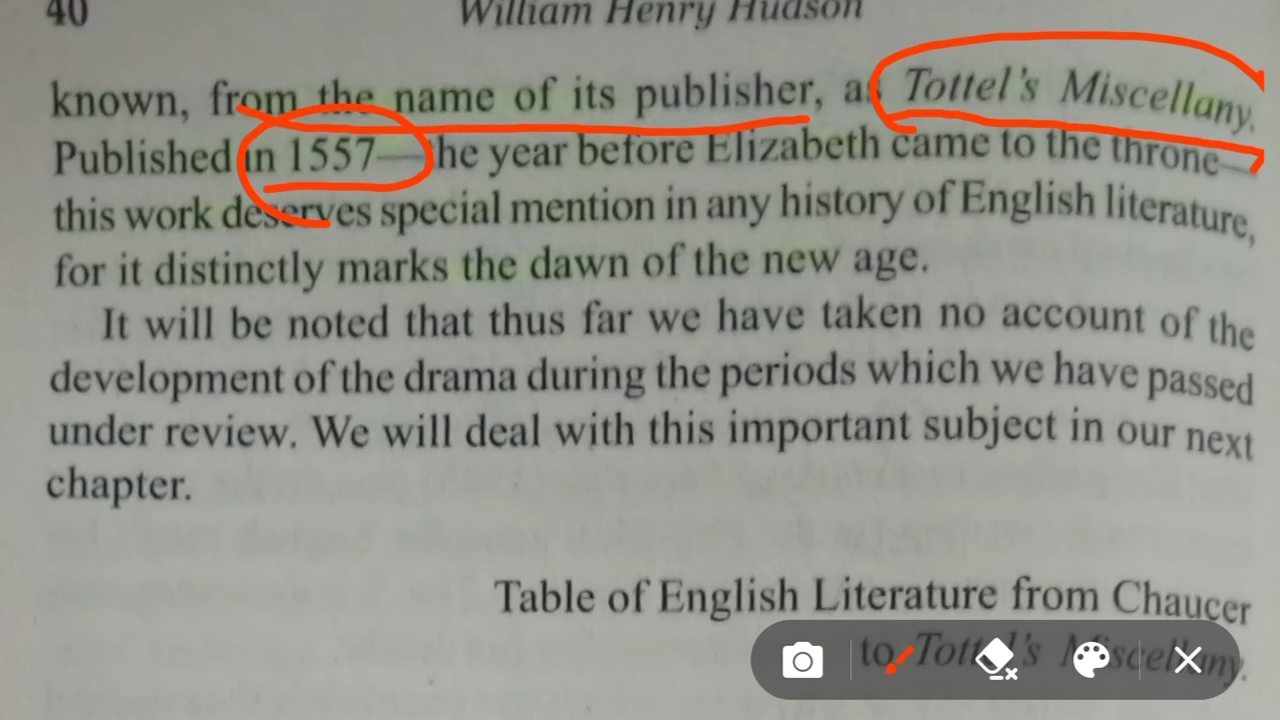 40 William Henry Hudson
known, from the name of its publisher, as Tottel's Miscellany.
Published in 1557—the year before Elizabeth came to the throne—
this work deserves special mention in any history of English literature,
for it distinctly marks the dawn of the new age.
It will be noted that thus far we have taken no account of the
development of the drama during the periods which we have passed
under review. We will deal with this important subject in our next
chapter.
Table of English Literature from Chaucer
to Tottel's Miscellany.